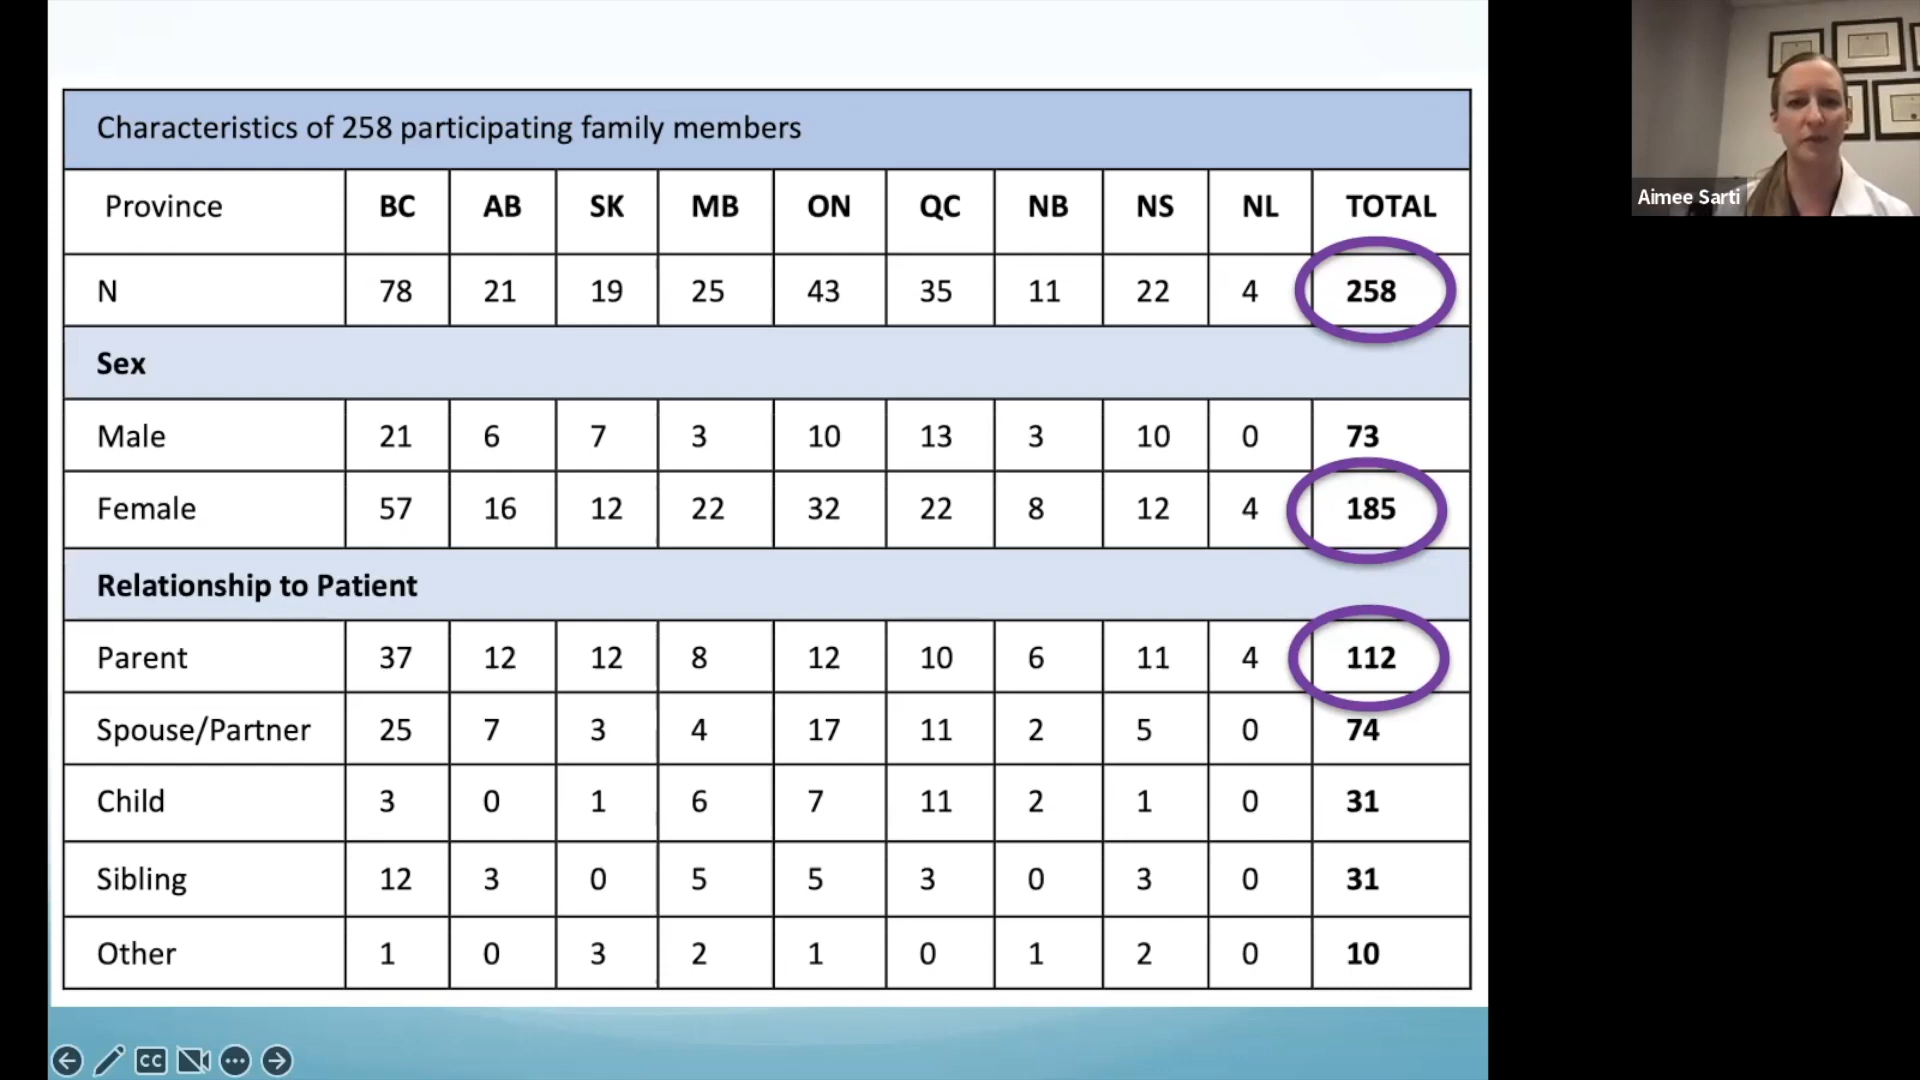 Characteristics of 258 participating family members
Province BC AB SK MB ON QC NB NS NL TOTAL
N 78 21 19 25 43 35 11 22 4 258
Sex
Male 21 6 7 3 10 13 3 10 0 73
Female 57 16 12 22 32 22 8 12 4 185
Relationship to Patient
Parent 37 12 12 8 12 10 6 11 4 112
Spouse/Partner 25 7 3 4 17 11 2 5 0 74
Child 3 0 1 6 7 11 2 1 0 31
Sibling 12 3 0 5 5 3 0 3 0 31
Other 1 0 3 2 1 0 1 2 0 10
Aimee Sarti
CC